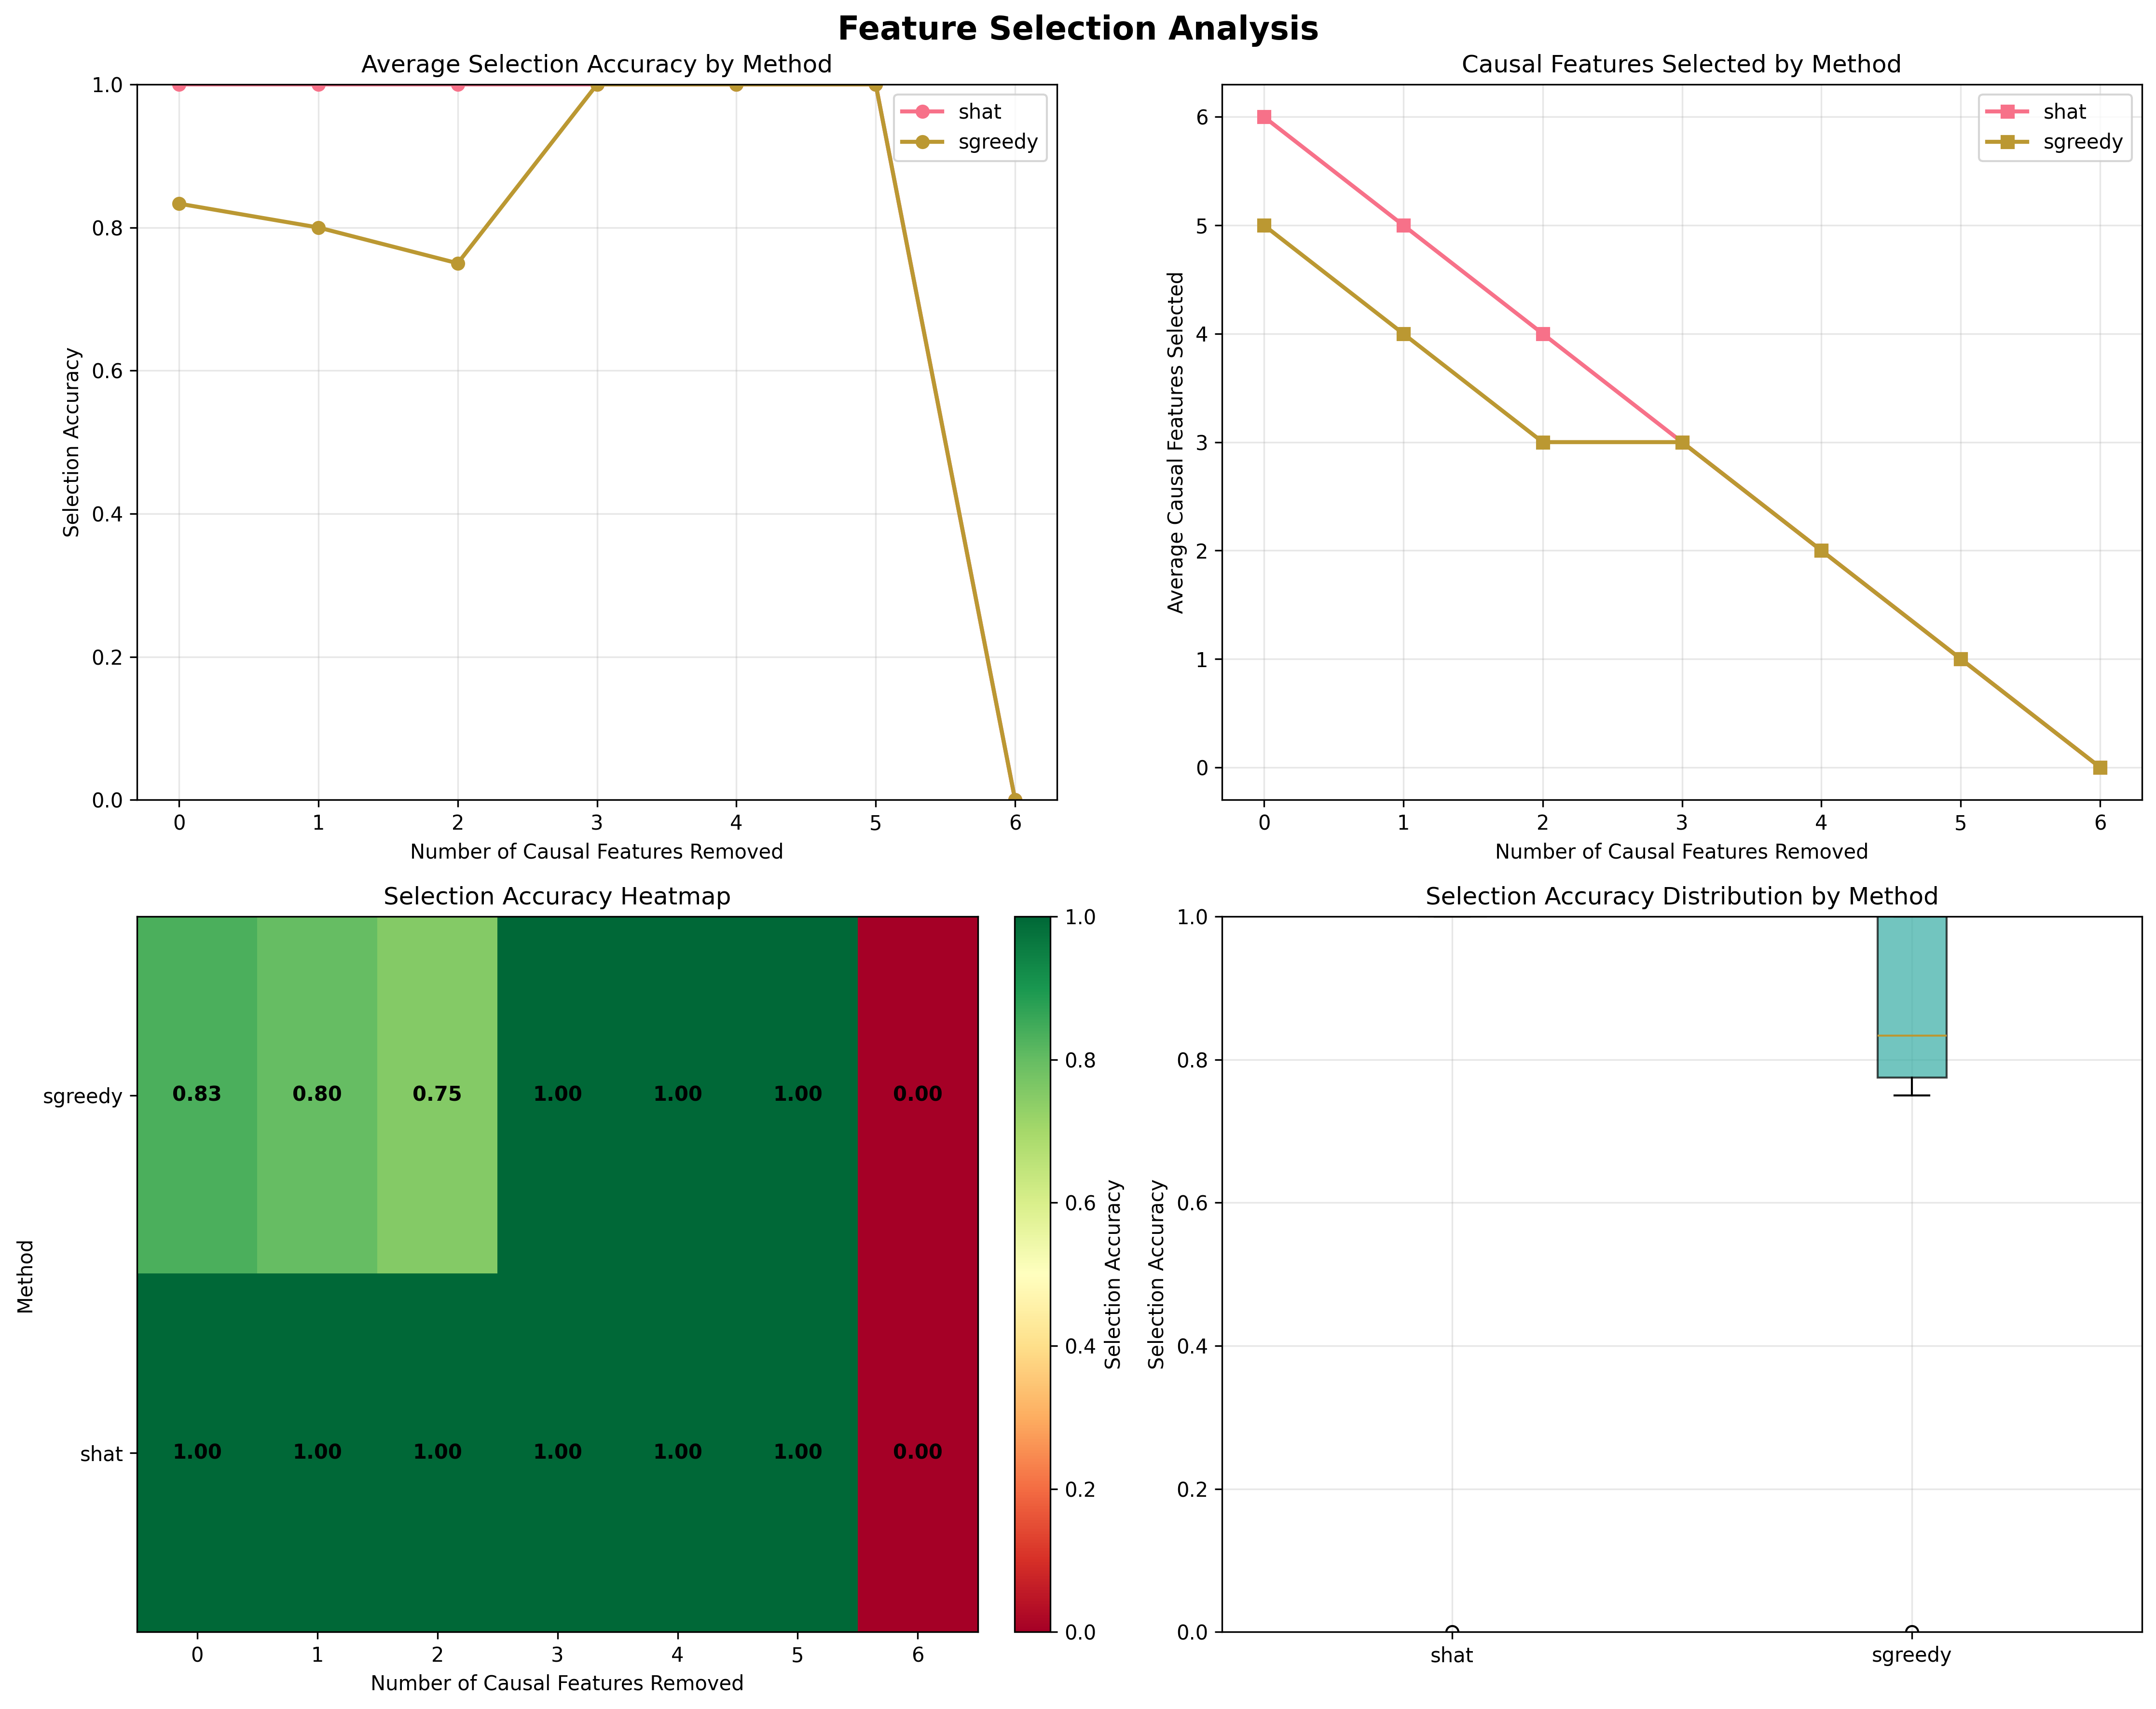 Feature Selection Analysis
Average Selection Accuracy by Method
Selection Accuracy
1.0
0.8
0.6
0.4
0.2
0.0
shat
sgreedy
0 1 2 3 4 5 6
Number of Causal Features Removed
Causal Features Selected by Method
Average Causal Features Selected
6
5
4
3
2
1
0
shat
sgreedy
0 1 2 3 4 5 6
Number of Causal Features Removed
Selection Accuracy Heatmap
Method
sgreedy
0.83 0.80 0.75 1.00 1.00 1.00 0.00
shat
1.00 1.00 1.00 1.00 1.00 1.00 0.00
0 1 2 3 4 5 6
Number of Causal Features Removed
1.0
0.8
0.6
0.4
0.2
0.0
Selection Accuracy
Selection Accuracy Distribution by Method
Selection Accuracy
1.0
0.8
0.6
0.4
0.2
0.0
shat
sgreedy